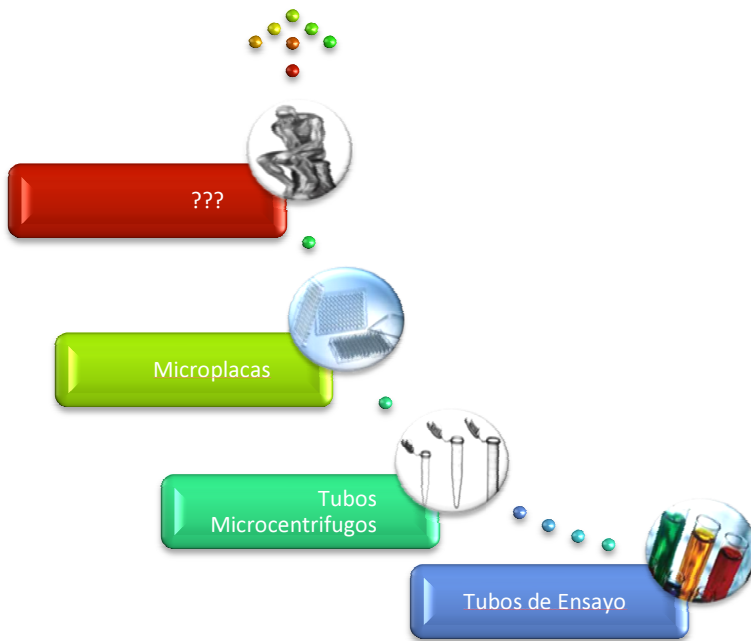 ???
Microplacas
Tubos
Microcentrifugos
Tubos de Ensayo